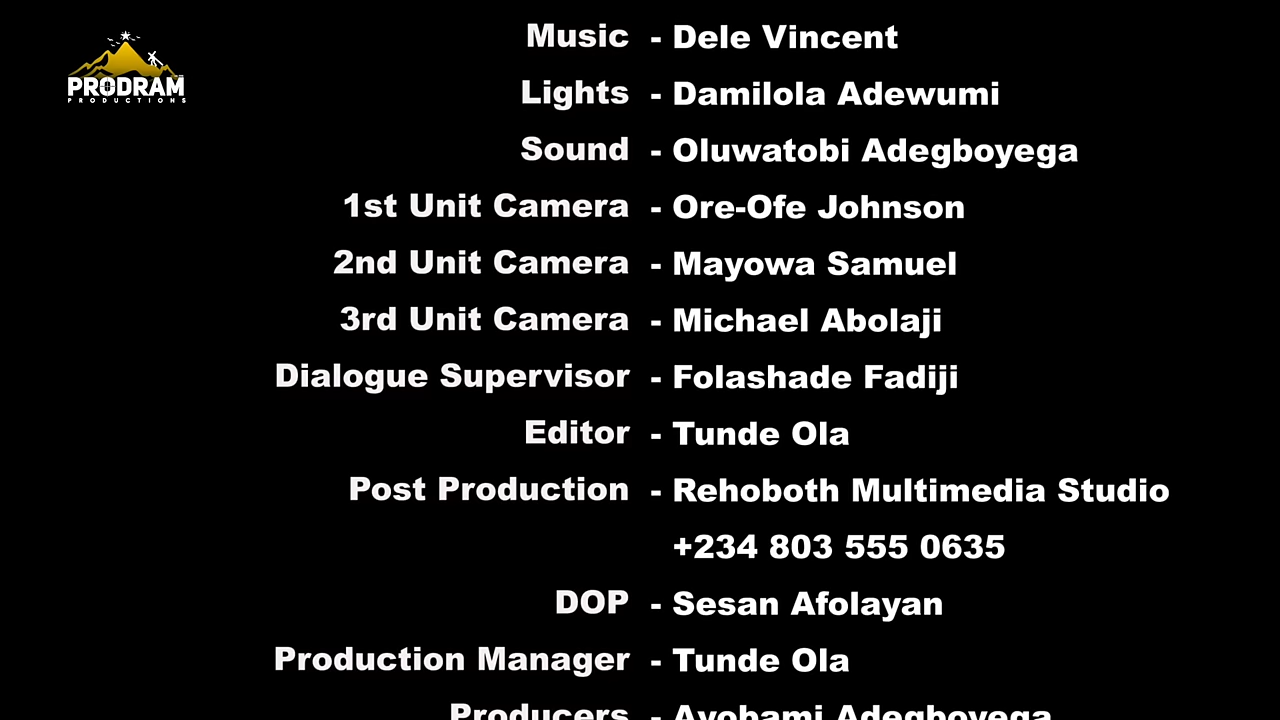 PRODRAM
PRODUCTIONS
Music - Dele Vincent
Lights - Damilola Adewumi
Sound - Oluwatobi Adegboyega
1st Unit Camera - Ore-Ofe Johnson
2nd Unit Camera - Mayowa Samuel
3rd Unit Camera - Michael Abolaji
Dialogue Supervisor - Folashade Fadiji
Editor - Tunde Ola
Post Production - Rehoboth Multimedia Studio
+234 803 555 0635
DOP - Sesan Afolayan
Production Manager - Tunde Ola
Producers - Ayobami Adegboyega